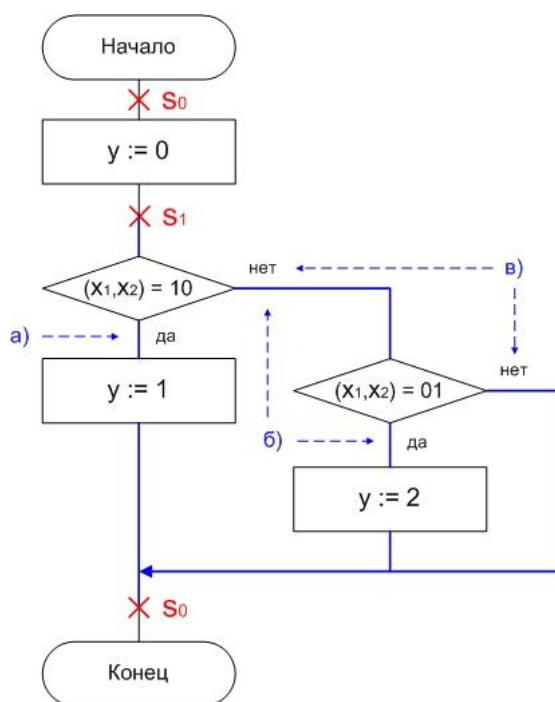 Начало
S0
y := 0
S1
(x1,x2) = 10
нет
в)
а)
да
нет
y := 1
(x1,x2) = 01
б)
да
y := 2
S0
Конец